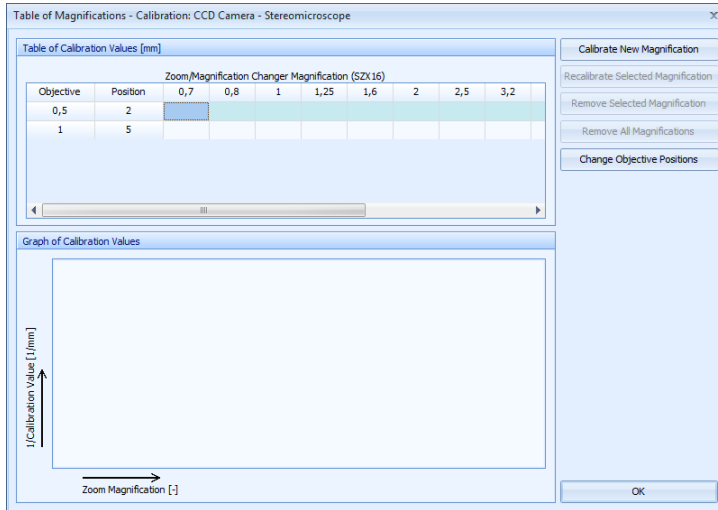 Table of Magnifications - Calibration: CCD Camera - Stereomicroscope
x
Table of Calibration Values [mm]
Zoom/Magnification Changer Magnification (SZX16)
Objective Position 0,7 0,8 1 1,25 1,6 2 2,5 3,2
0,5 2
1 5
Calibrate New Magnification
Recalibrate Selected Magnification
Remove Selected Magnification
Remove All Magnifications
Change Objective Positions
Graph of Calibration Values
1/Calibration Value [1/mm]
Zoom Magnification [-]
OK